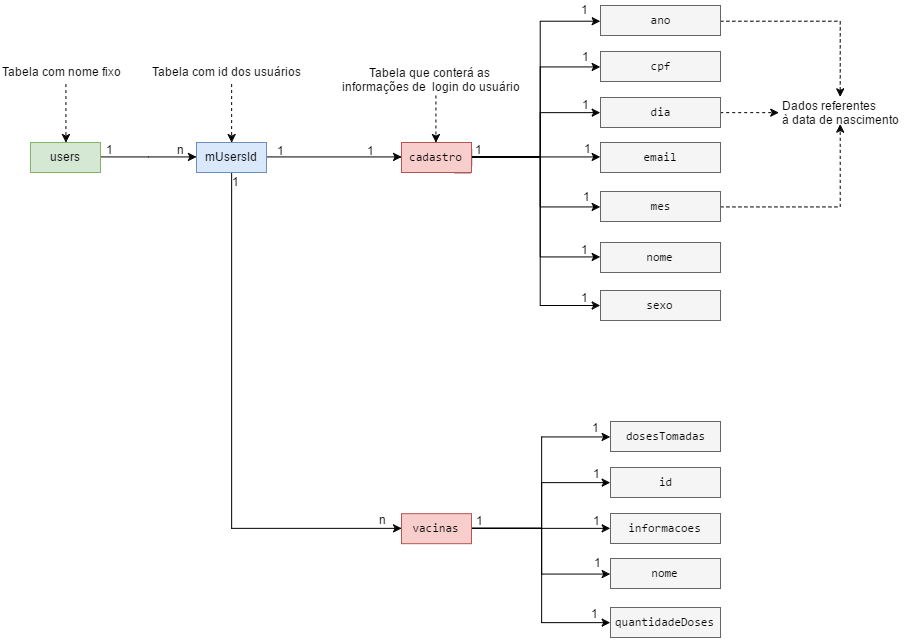 1
ano
1
cpf
Tabela com nome fixo
Tabela com id dos usuários
Tabela que conterá as
informações de login do usuário
1
dia
Dados referentes
à data de nascimento
users
1
n
mUsersId
1
1
cadastro
1
1
email
1
1
mes
1
nome
1
sexo
1
dosesTomadas
1
id
n
vacinas
1
1
informacoes
1
nome
1
quantidadeDoses